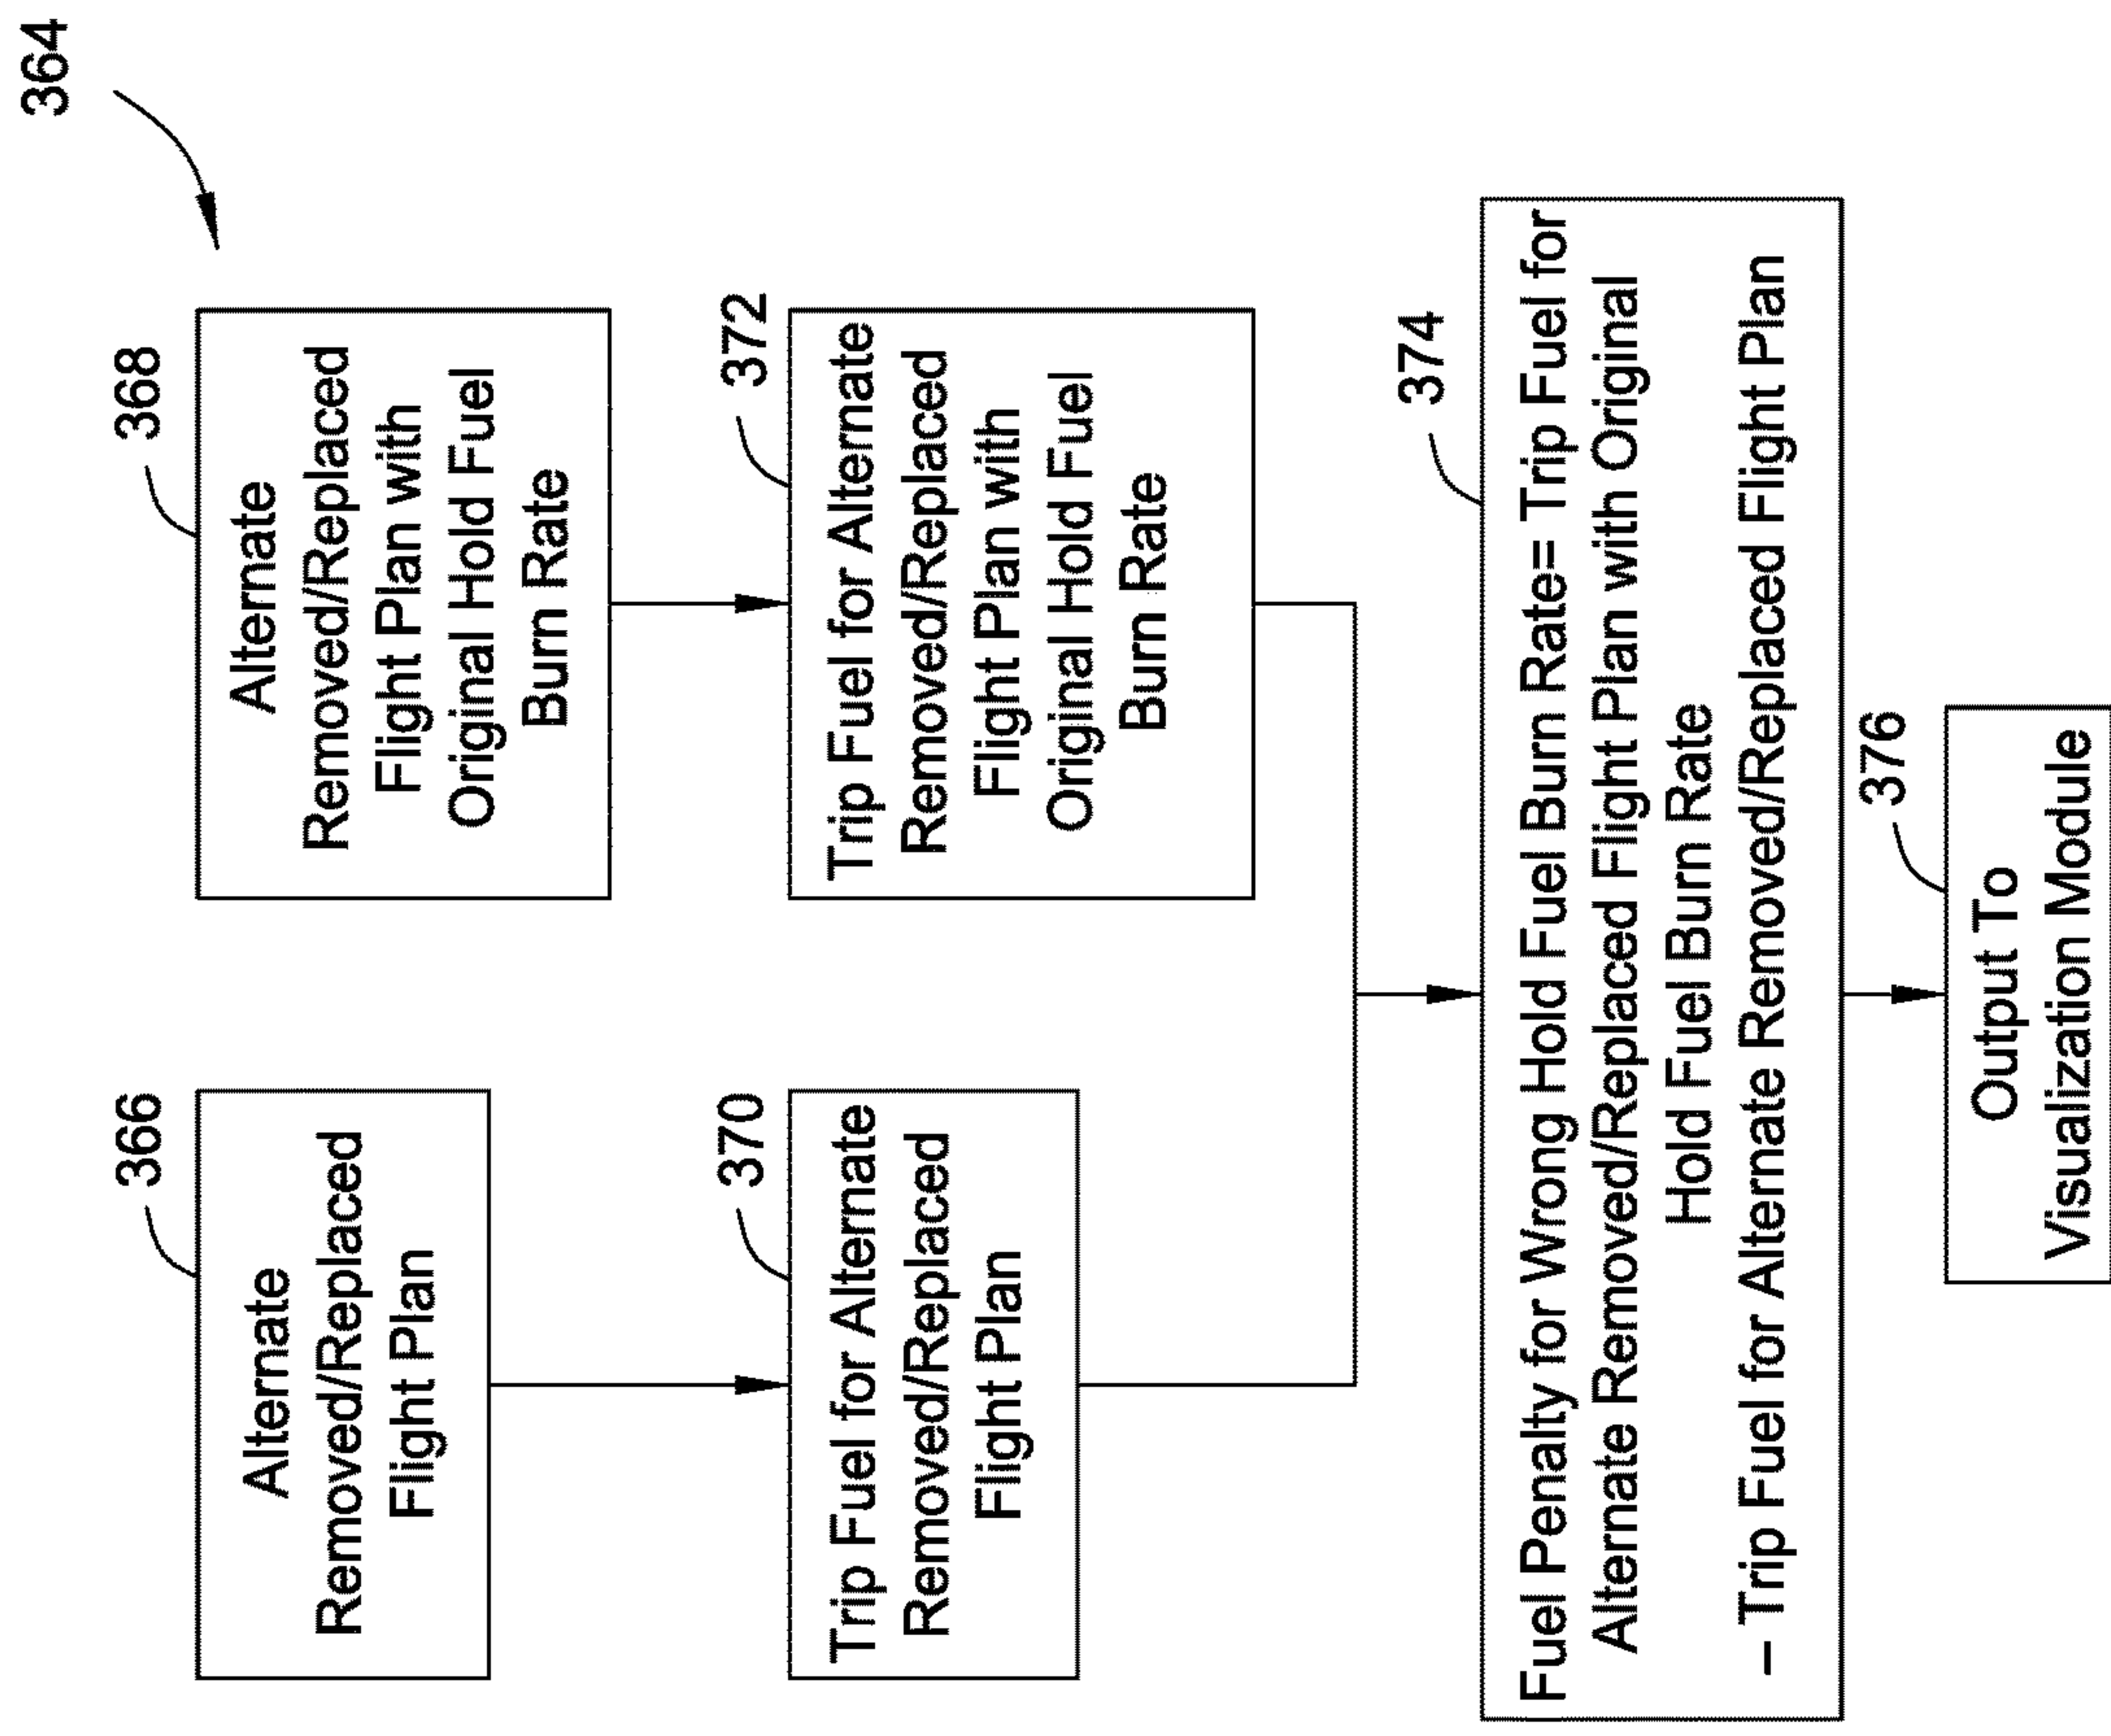 364
366
Alternate
Removed/Replaced
Flight Plan
368
Alternate
Removed/Replaced
Flight Plan with
Original Hold Fuel
Burn Rate
370
Trip Fuel for Alternate
Removed/Replaced
Flight Plan
372
Trip Fuel for Alternate
Removed/Replaced
Flight Plan with
Original Hold Fuel
Burn Rate
374
Fuel Penalty for Wrong Hold Fuel Burn Rate= Trip Fuel for
Alternate Removed/Replaced Flight Plan with Original
Hold Fuel Burn Rate
– Trip Fuel for Alternate Removed/Replaced Flight Plan
376
Output To
Visualization Module